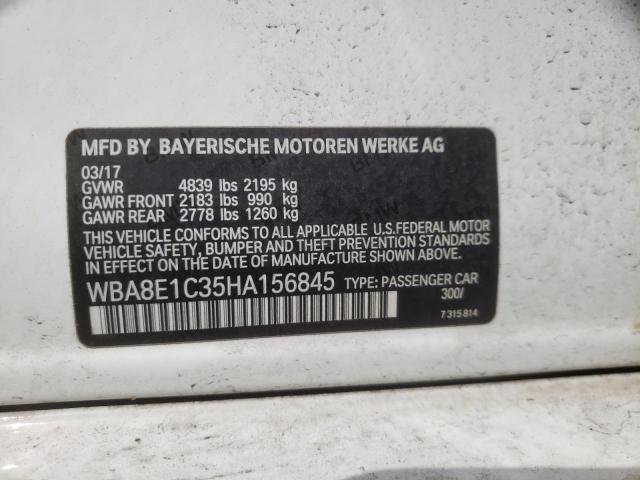 MFD BY BAYERISCHE MOTOREN WERKE AG
03/17
GVWR 4839 lbs 2195 kg
GAWR FRONT 2183 lbs 990 kg
GAWR REAR 2778 lbs 1260 kg
THIS VEHICLE CONFORMS TO ALL APPLICABLE U.S.FEDERAL MOTOR
VEHICLE SAFETY, BUMPER AND THEFT PREVENTION STANDARDS
IN EFFECT ON THE DATE OF MANUFACTURE SHOWN ABOVE.
WBA8E1C35HA156845 TYPE: PASSENGER CAR
300/
7315814